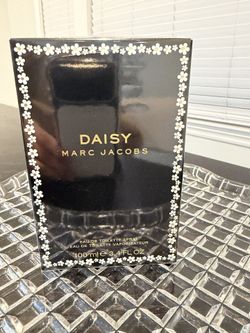 DAISY
MARC JACOBS
EAU DE TOILETTE SPRAY
EAU DE TOILETTE VAPORISATEUR
100 ml ℮ 3.4 FL.OZ